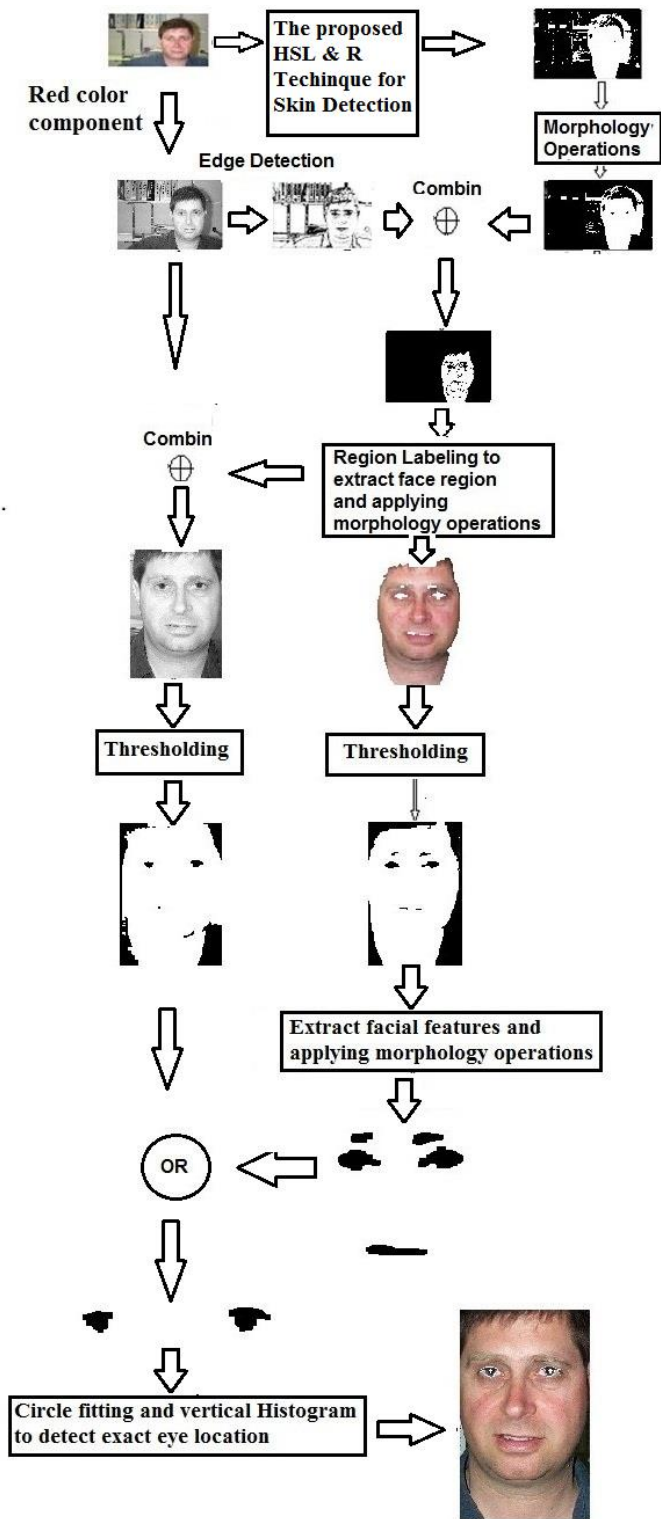 The proposed
HSL & R
Techinque for
Skin Detection
Red color
component
Morphology
Operations
Edge Detection
Combin
Combin
Region Labeling to
extract face region
and applying
morphology operations
Thresholding
Thresholding
Extract facial features and
applying morphology operations
OR
Circle fitting and vertical Histogram
to detect exact eye location